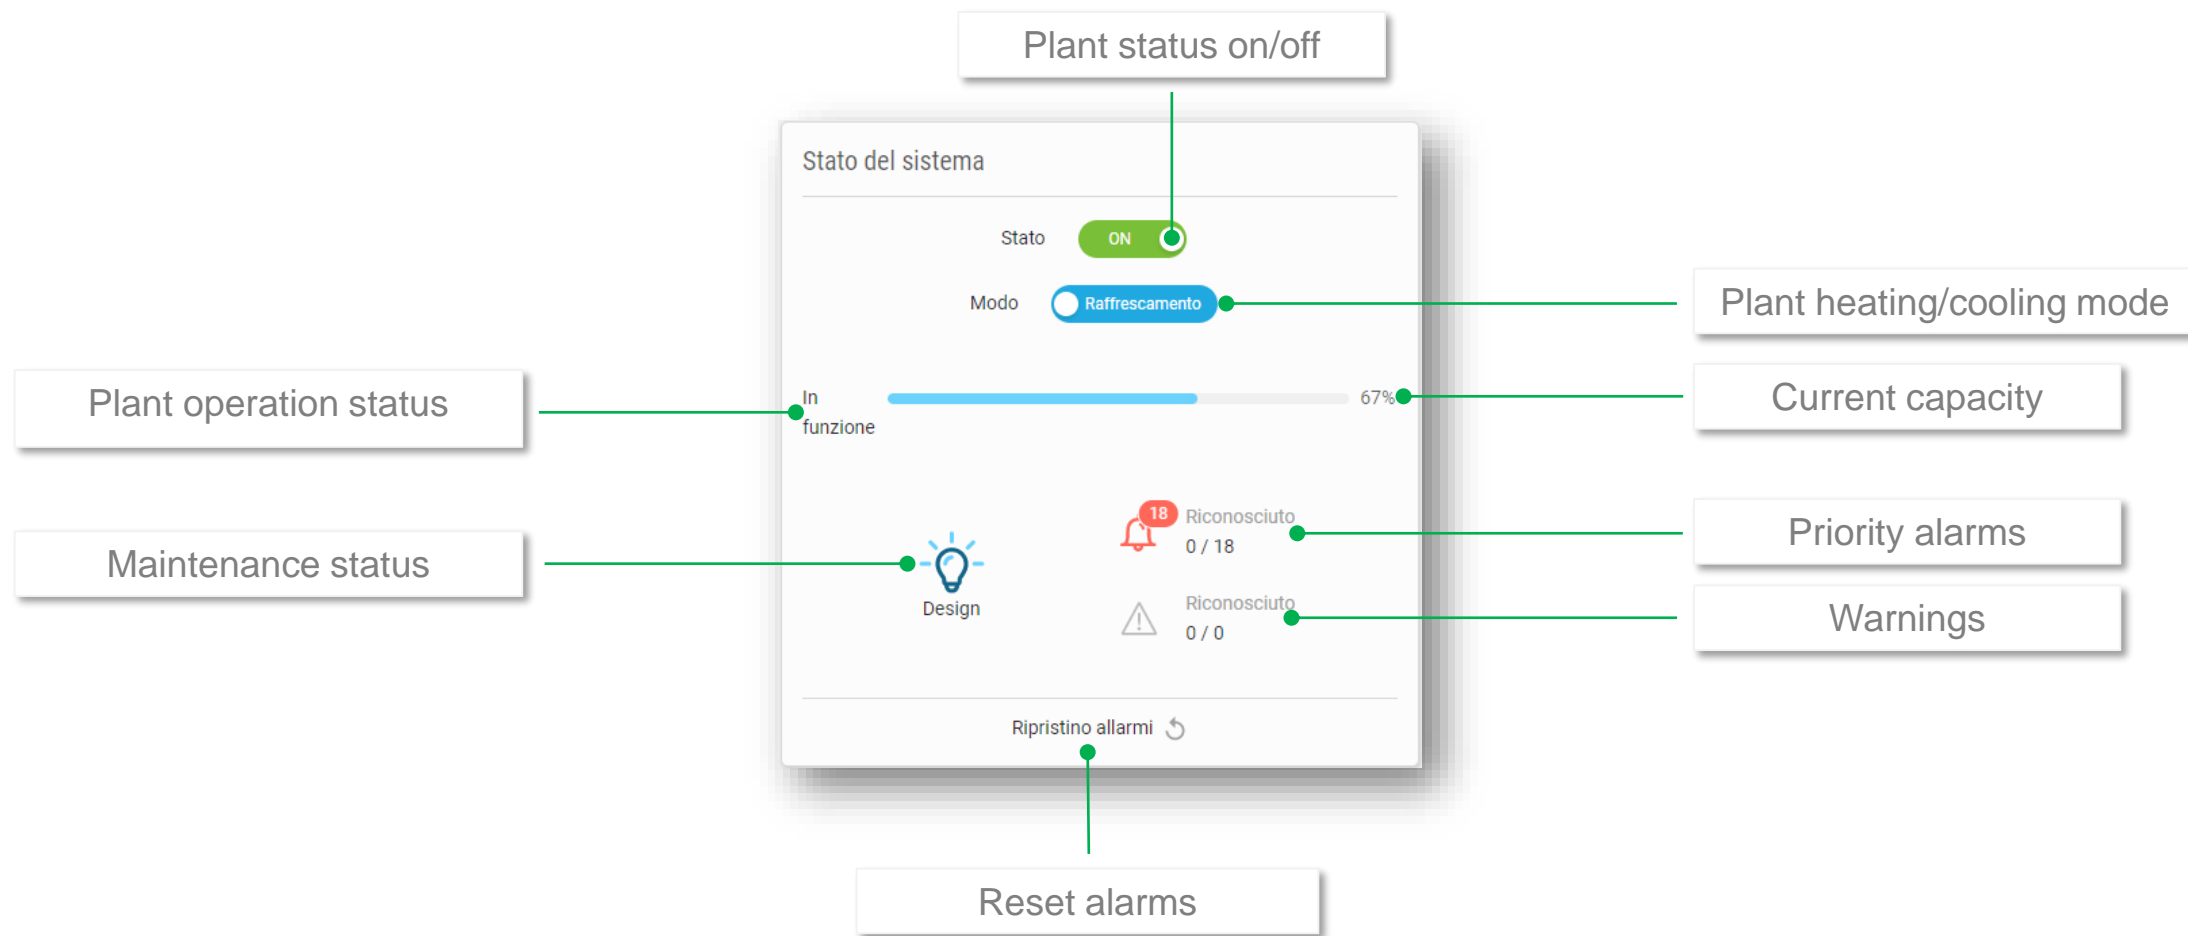 Plant status on/off
Stato del sistema
Stato
ON
Modo
Raffrescamento
Plant heating/cooling mode
Plant operation status
In
funzione
67%
Current capacity
Maintenance status
Design
18
Riconosciuto
0 / 18
Priority alarms
Riconosciuto
0 / 0
Warnings
Ripristino allarmi
Reset alarms